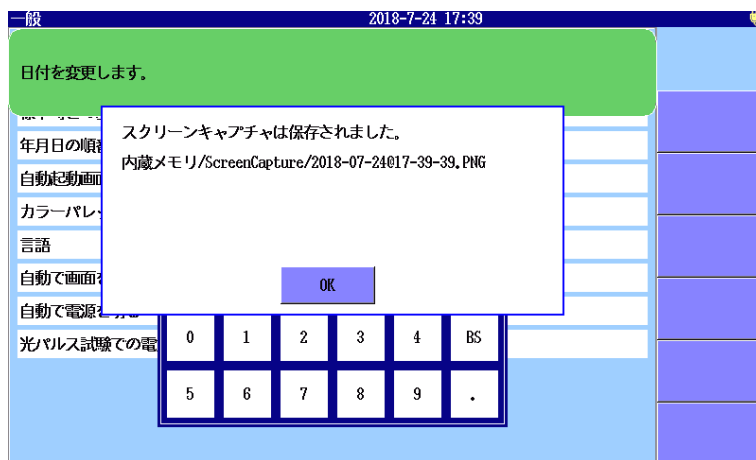 一般
2018-7-24 17:39
日付を変更します。
スクリーンキャプチャは保存されました。
内蔵メモリ/ScreenCapture/2018-07-24@17-39-39.PNG
OK
年月日の順
自動起動画
カラーパレッ
言語
自動で画面
自動で電源
光パルス試験での電
0 1 2 3 4 BS
5 6 7 8 9 .